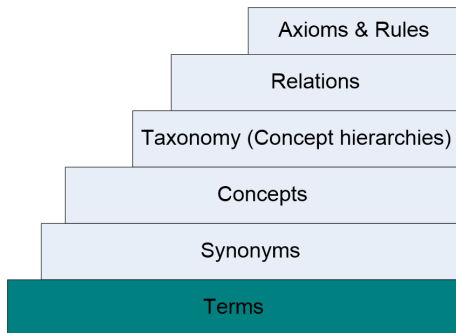 Axioms & Rules
Relations
Taxonomy (Concept hierarchies)
Concepts
Synonyms
Terms